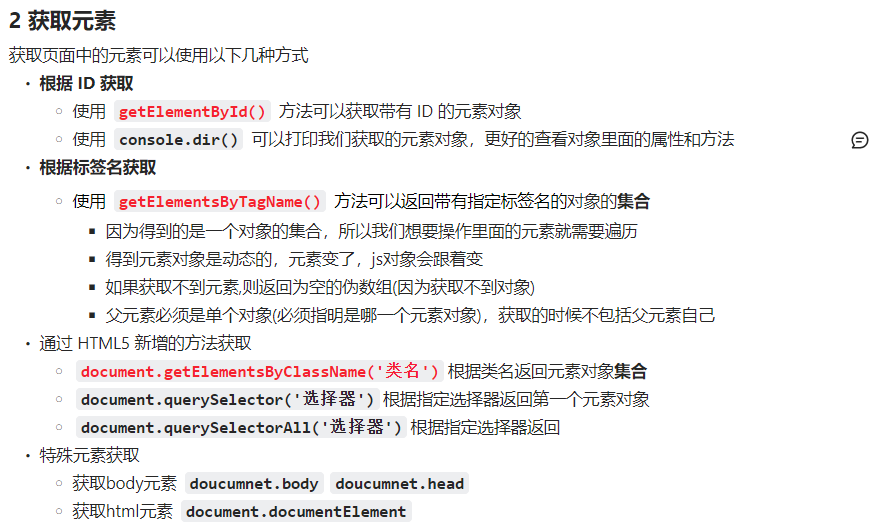 2 获取元素
获取页面中的元素可以使用以下几种方式
• 根据 ID 获取
○ 使用 getElementById() 方法可以获取带有 ID 的元素对象
○ 使用 console.dir() 可以打印我们获取的元素对象，更好的查看对象里面的属性和方法
• 根据标签名获取
○ 使用 getElementsByTagName() 方法可以返回带有指定标签名的对象的集合
▪ 因为得到的是一个对象的集合，所以我们想要操作里面的元素就需要遍历
▪ 得到元素对象是动态的，元素变了，js对象会跟着变
▪ 如果获取不到元素,则返回为空的伪数组(因为获取不到对象)
▪ 父元素必须是单个对象(必须指明是哪一个元素对象)，获取的时候不包括父元素自己
• 通过 HTML5 新增的方法获取
○ document.getElementsByClassName('类名') 根据类名返回元素对象集合
○ document.querySelector('选择器') 根据指定选择器返回第一个元素对象
○ document.querySelectorAll('选择器') 根据指定选择器返回
• 特殊元素获取
○ 获取body元素 doucumnet.body doucumnet.head
○ 获取html元素 document.documentElement